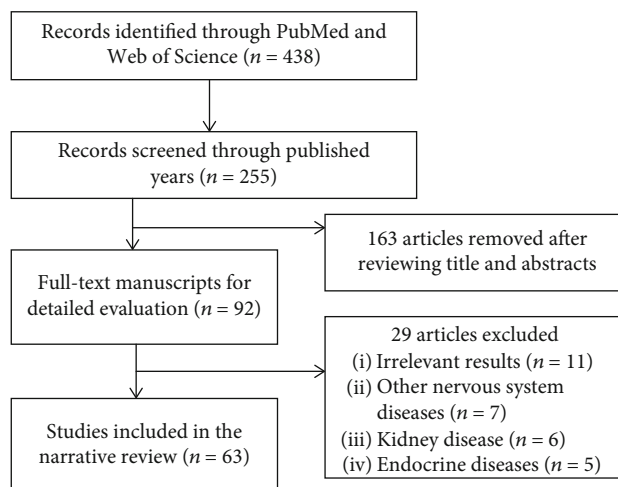 Records identified through PubMed and
Web of Science (n = 438)
Records screened through published
years (n = 255)
163 articles removed after
reviewing title and abstracts
Full-text manuscripts for
detailed evaluation (n = 92)
29 articles excluded
(i) Irrelevant results (n = 11)
(ii) Other nervous system
diseases (n = 7)
(iii) Kidney disease (n = 6)
(iv) Endocrine diseases (n = 5)
Studies included in the
narrative review (n = 63)